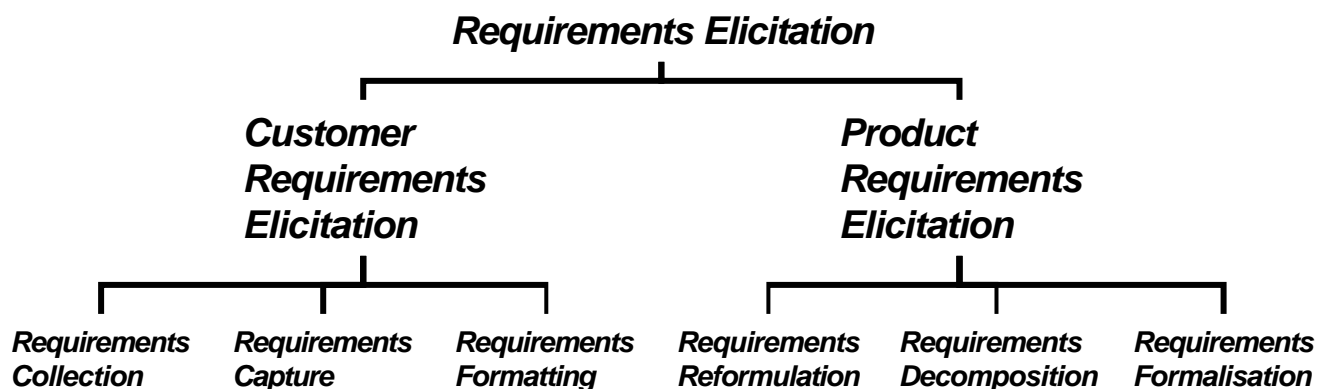 Requirements Elicitation
Customer
Requirements
Elicitation
Product
Requirements
Elicitation
Requirements
Collection
Requirements
Capture
Requirements
Formatting
Requirements
Reformulation
Requirements
Decomposition
Requirements
Formalisation